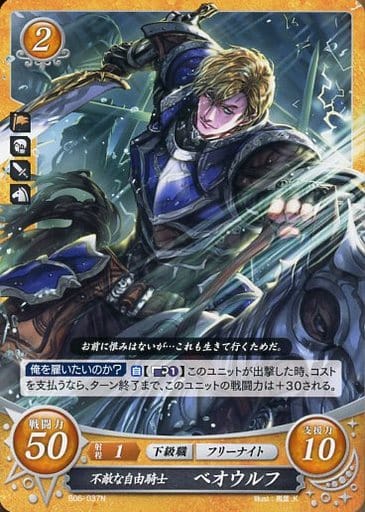 2
お前に恨みはないが…これも生きて行くためだ。
俺を雇いたいのか? 自 [1] このユニットが出撃した時、コスト
を支払うなら、ターン終了まで、このユニットの戦闘力は+30される。
戦闘力
50
射程 1 下級職 フリーナイト
支援力
10
不敵な自由騎士 ベオウルフ
B06-037N
Illust: